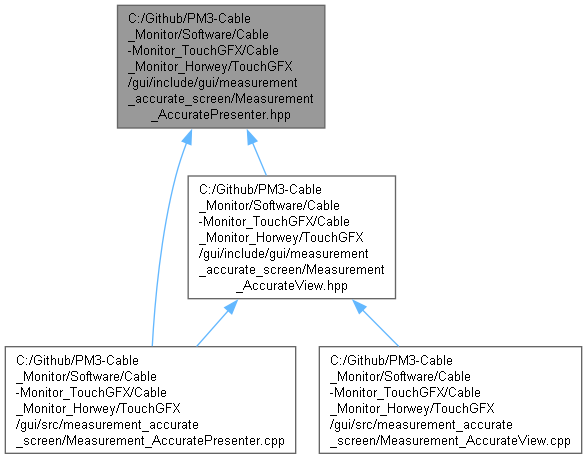 C:/Github/PM3-Cable
_Monitor/Software/Cable
-Monitor_TouchGFX/Cable
_Monitor_Horwey/TouchGFX
/gui/include/gui/measurement
_accurate_screen/Measurement
_AccuratePresenter.hpp
C:/Github/PM3-Cable
_Monitor/Software/Cable
-Monitor_TouchGFX/Cable
_Monitor_Horwey/TouchGFX
/gui/include/gui/measurement
_accurate_screen/Measurement
_AccurateView.hpp
C:/Github/PM3-Cable
_Monitor/Software/Cable
-Monitor_TouchGFX/Cable
_Monitor_Horwey/TouchGFX
/gui/src/measurement_accurate
_screen/Measurement_AccuratePresenter.cpp
C:/Github/PM3-Cable
_Monitor/Software/Cable
-Monitor_TouchGFX/Cable
_Monitor_Horwey/TouchGFX
/gui/src/measurement_accurate
_screen/Measurement_AccurateView.cpp